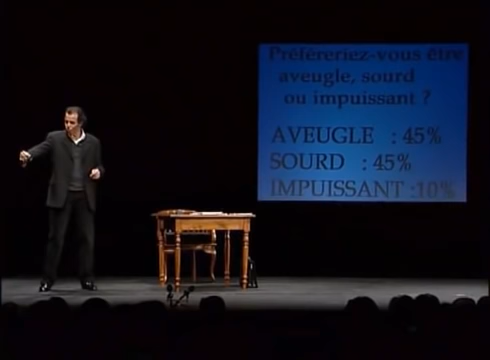 Préféreriez-vous être
aveugle, sourd
ou impuissant ?
AVEUGLE : 45%
SOURD : 45%
IMPUISSANT :10%